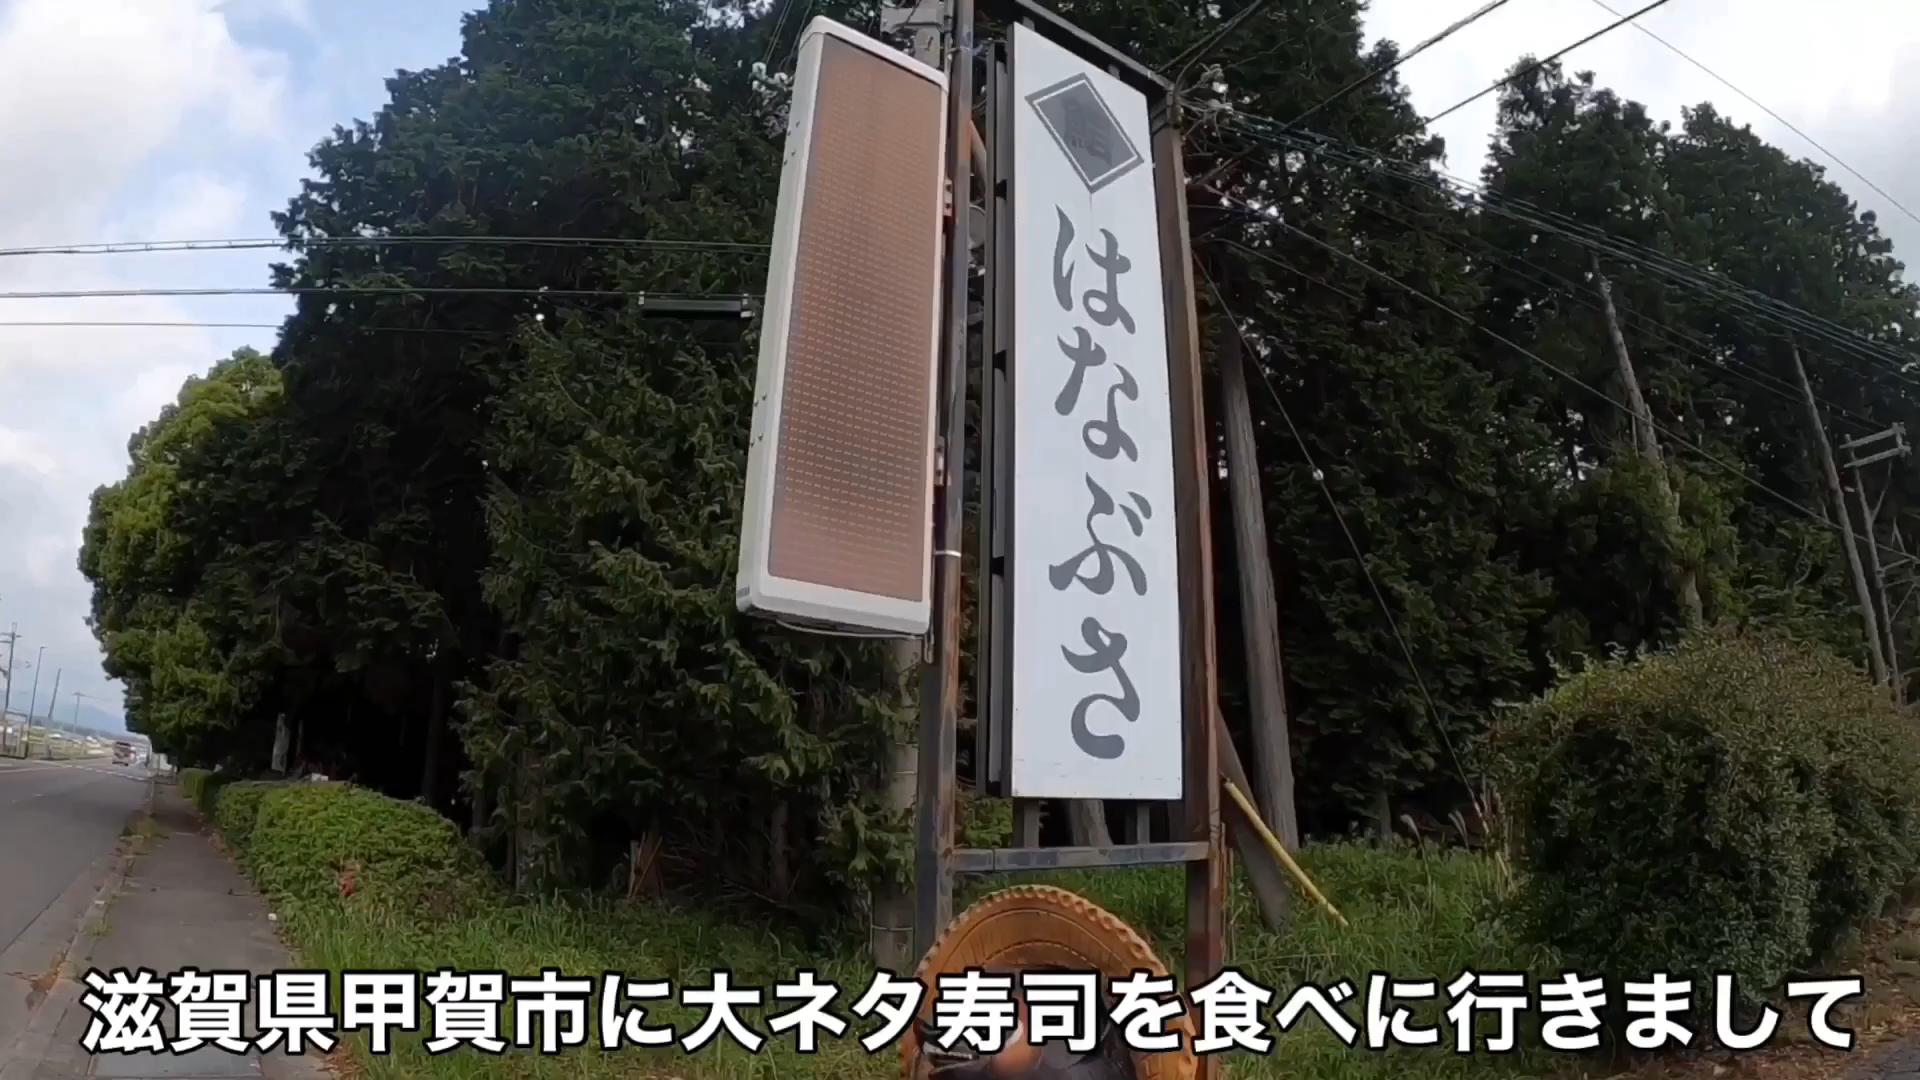 鮨
はなぶさ
滋賀県甲賀市に大ネタ寿司を食べに行きまして